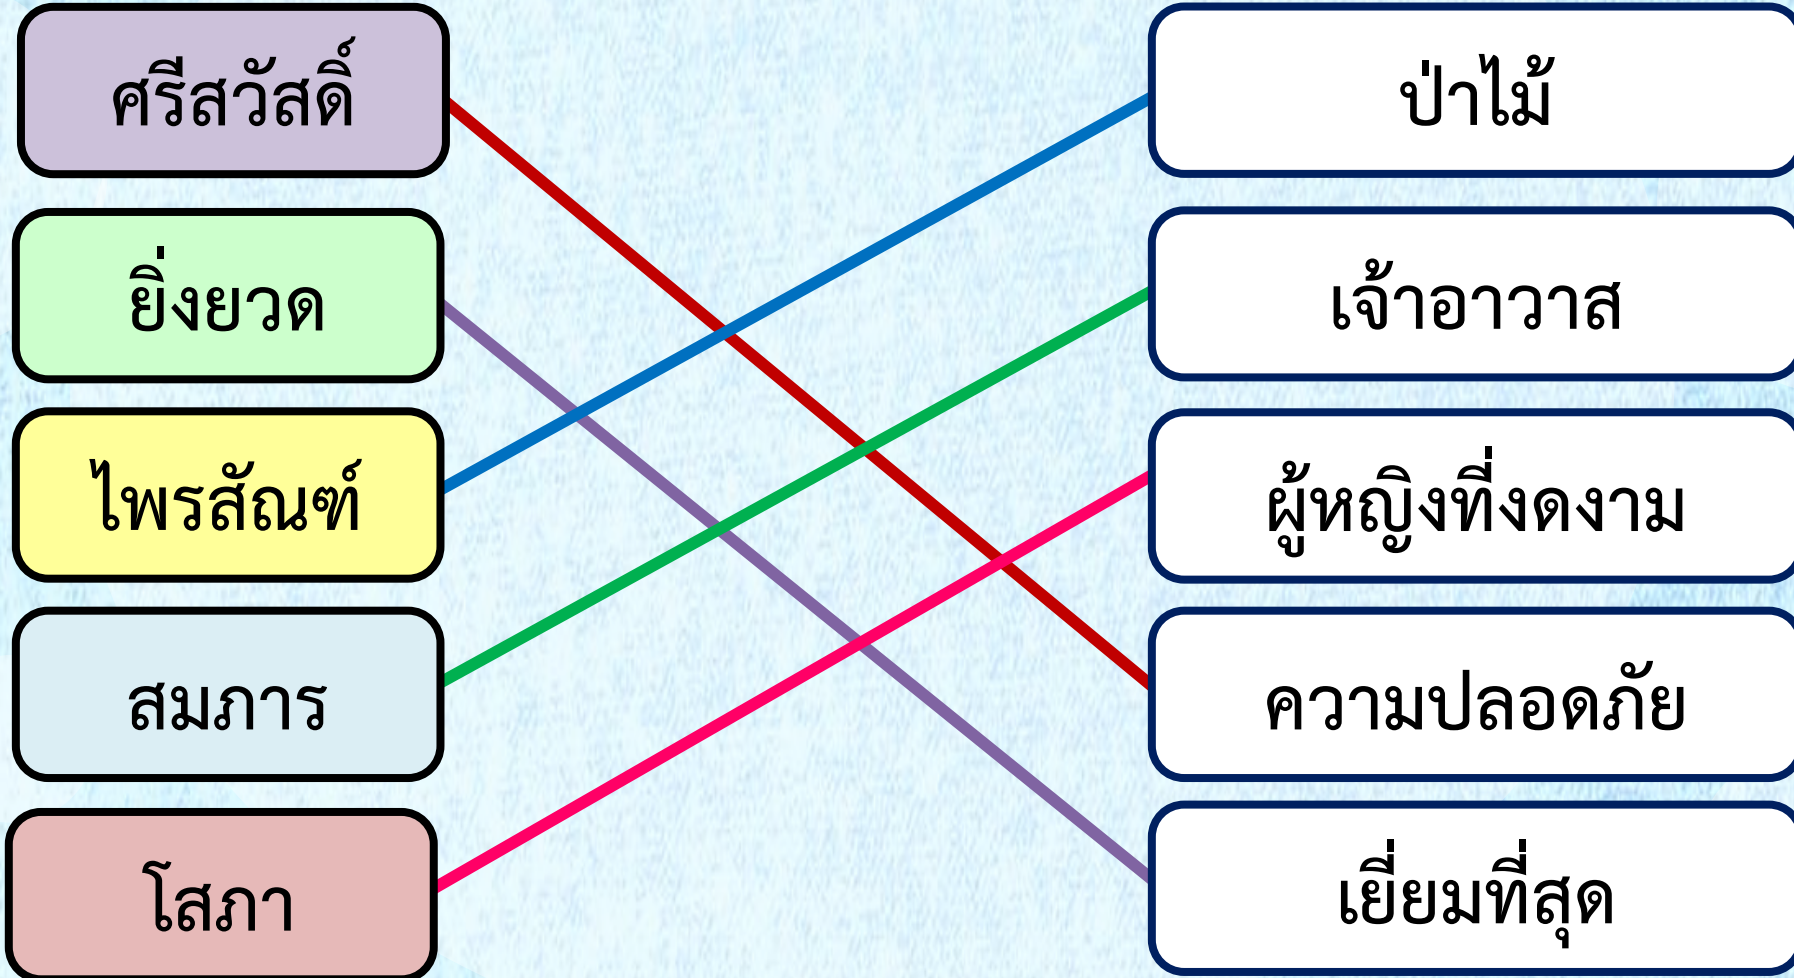 ศรีสวัสดิ์
ป่าไม้
ยิ่งยวด
เจ้าอาวาส
ไพรสัณฑ์
ผู้หญิงที่งดงาม
สมภาร
ความปลอดภัย
โสภา
เยี่ยมที่สุด